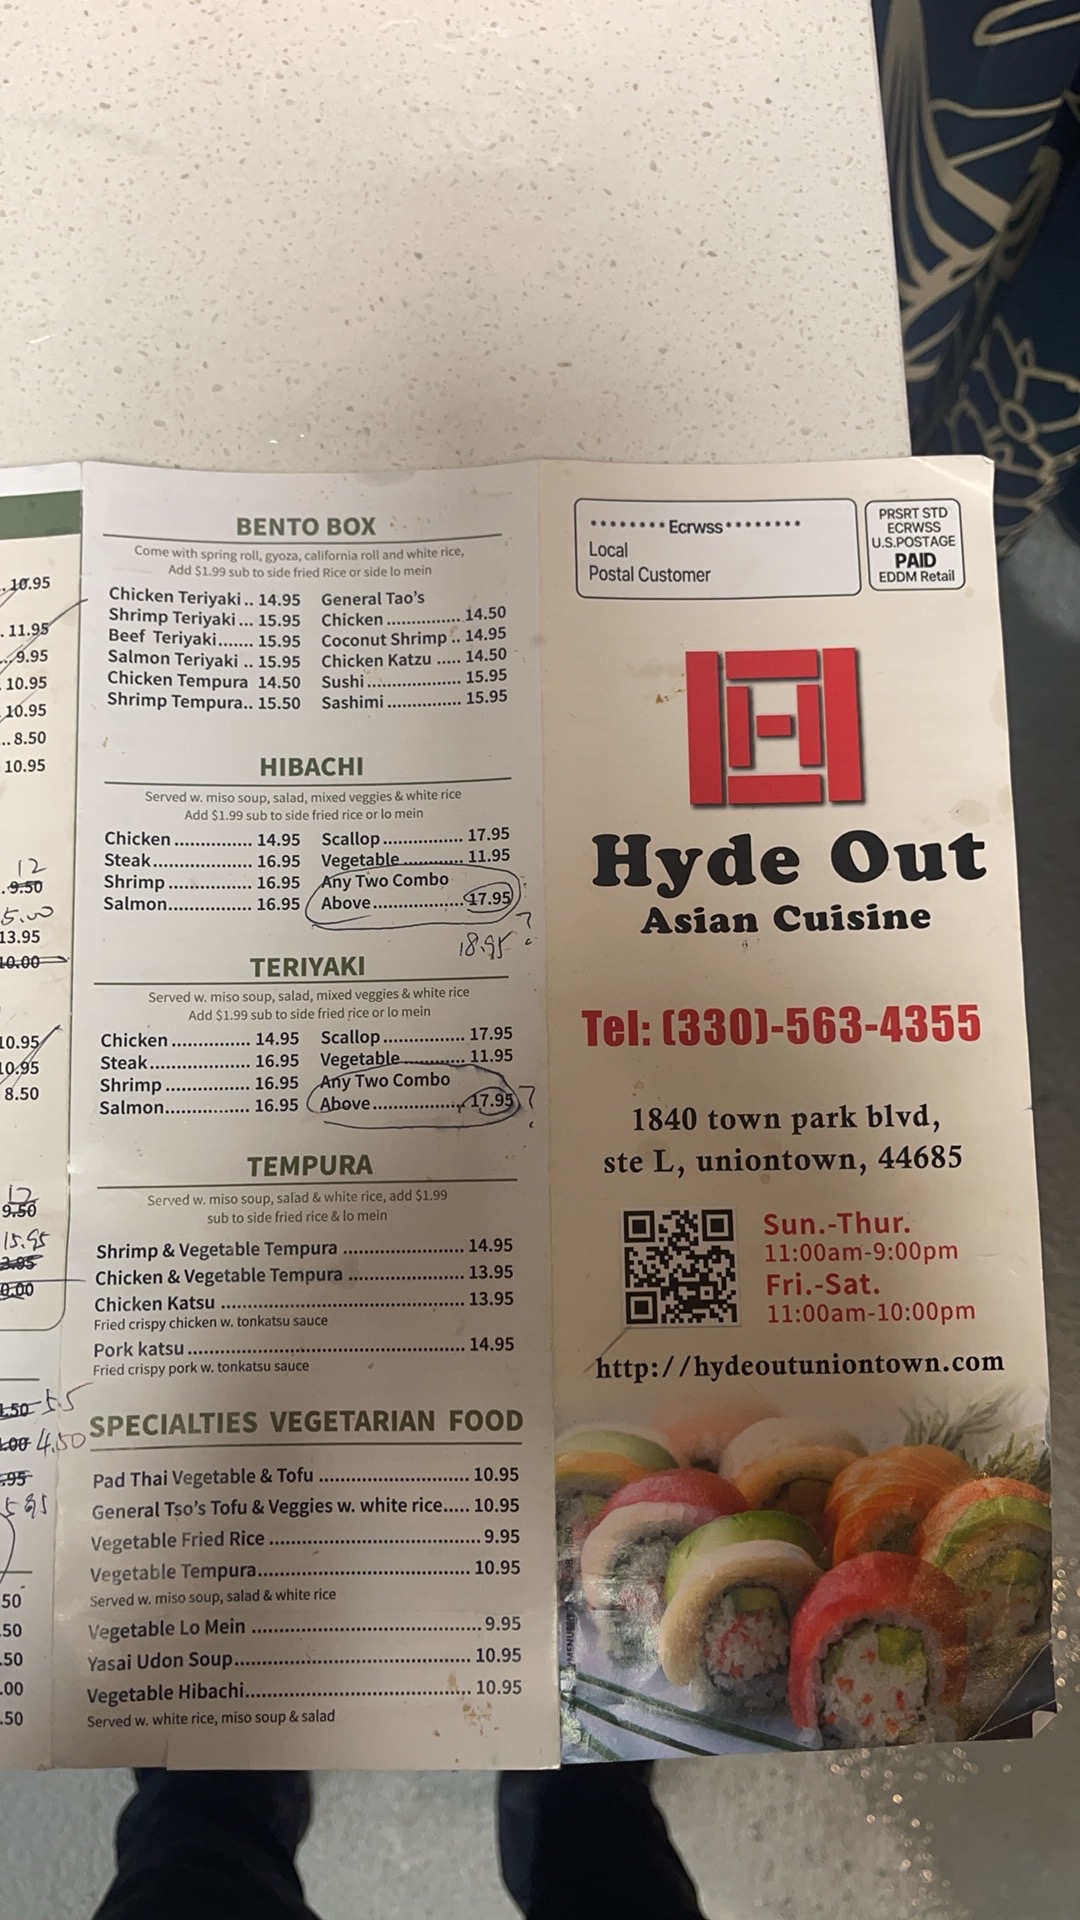 10.95
11.95
9.95
10.95
10.95
8.50
10.95
12
9.50
5.00
13.95
10.00
10.95
10.95
8.50
12
9.50
15.95
.50 5.5
.00 4.50
.95
5.95
50
.50
.50
.00
.50
BENTO BOX
Come with spring roll, gyoza, california roll and white rice,
Add $1.99 sub to side fried Rice or side lo mein
Chicken Teriyaki.. 14.95
Shrimp Teriyaki... 15.95
Beef Teriyaki....... 15.95
Salmon Teriyaki .. 15.95
Chicken Tempura 14.50
Shrimp Tempura.. 15.50
General Tao's
Chicken ............... 14.50
Coconut Shrimp .. 14.95
Chicken Katzu ..... 14.50
Sushi................... 15.95
Sashimi ............... 15.95
HIBACHI
Served w. miso soup, salad, mixed veggies & white rice
Add $1.99 sub to side fried rice or lo mein
Chicken .............. 14.95
Steak.................. 16.95
Shrimp ............... 16.95
Salmon............... 16.95
Scallop ............... 17.95
Vegetable........... 11.95
Any Two Combo
Above................. 17.95
18.95 ?
TERIYAKI
Served w. miso soup, salad, mixed veggies & white rice
Add $1.99 sub to side fried rice or lo mein
Chicken .............. 14.95
Steak.................. 16.95
Shrimp ............... 16.95
Salmon............... 16.95
Scallop ............... 17.95
Vegetable........... 11.95
Any Two Combo
Above................. 17.95 ?
TEMPURA
Served w. miso soup, salad & white rice, add $1.99
sub to side fried rice & lo mein
Shrimp & Vegetable Tempura ...................... 14.95
Chicken & Vegetable Tempura ..................... 13.95
Chicken Katsu ............................................ 13.95
Fried crispy chicken w. tonkatsu sauce
Pork katsu .................................................. 14.95
Fried crispy pork w. tonkatsu sauce
SPECIALTIES VEGETARIAN FOOD
Pad Thai Vegetable & Tofu ........................... 10.95
General Tso's Tofu & Veggies w. white rice..... 10.95
Vegetable Fried Rice ..................................... 9.95
Vegetable Tempura...................................... 10.95
Served w. miso soup, salad & white rice
Vegetable Lo Mein ........................................ 9.95
Yasai Udon Soup.......................................... 10.95
Vegetable Hibachi........................................ 10.95
Served w. white rice, miso soup & salad
********Ecrwss********
Local
Postal Customer
PRSRT STD
ECRWSS
U.S.POSTAGE
PAID
EDDM Retail
Hyde Out
Asian Cuisine
Tel: (330)-563-4355
1840 town park blvd,
ste L, uniontown, 44685
Sun.-Thur.
11:00am-9:00pm
Fri.-Sat.
11:00am-10:00pm
http://hydeoutuniontown.com